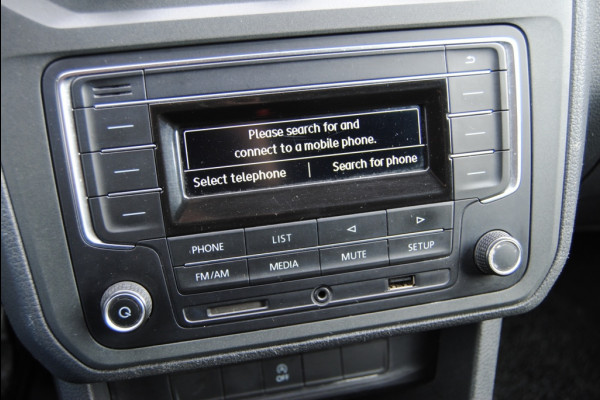 Please search for and
connect to a mobile phone.
Select telephone | Search for phone
PHONE LIST
FM/AM MEDIA MUTE SETUP
OFF